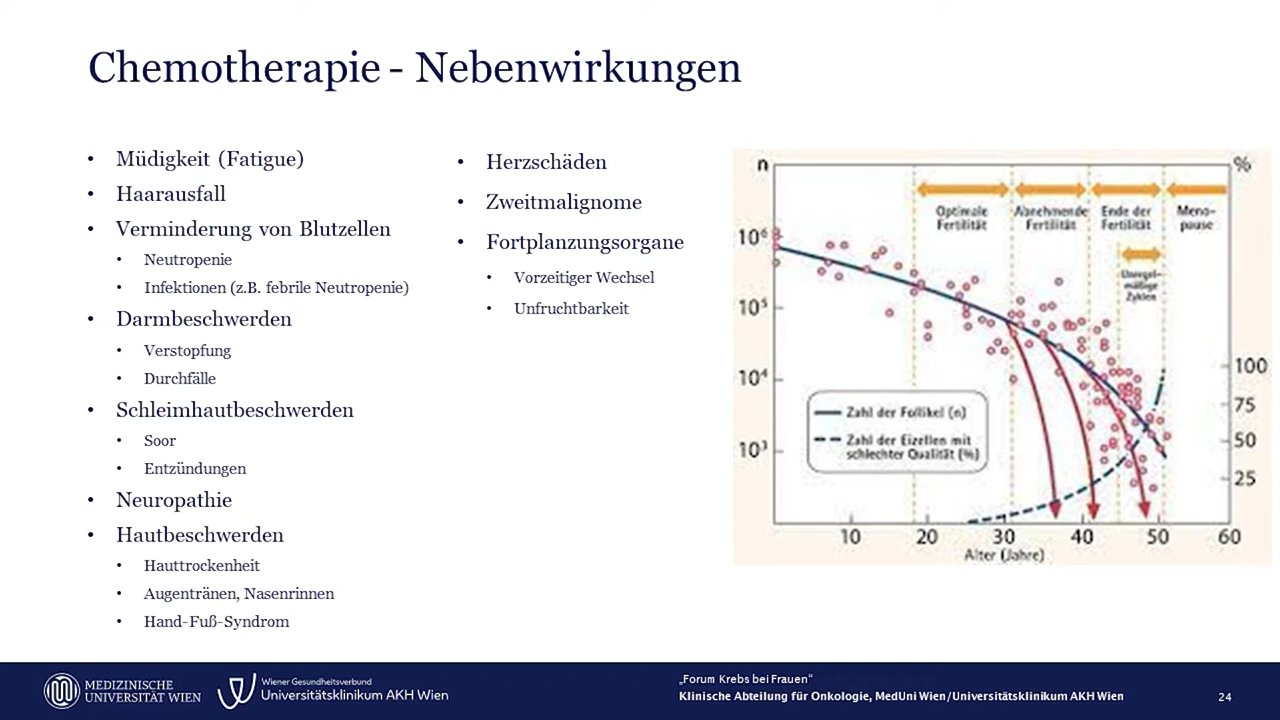 Chemotherapie - Nebenwirkungen
• Müdigkeit (Fatigue)
• Haarausfall
• Verminderung von Blutzellen
• Neutropenie
• Infektionen (z.B. febrile Neutropenie)
• Darmbeschwerden
• Verstopfung
• Durchfälle
• Schleimhautbeschwerden
• Soor
• Entzündungen
• Neuropathie
• Hautbeschwerden
• Hauttrockenheit
• Augentränen, Nasenrinnen
• Hand-Fuß-Syndrom
• Herzschäden
• Zweitmalignome
• Fortplanzungsorgane
• Vorzeitiger Wechsel
• Unfruchtbarkeit
n
%
Optimale
Fertilität
Abnehmende
Fertilität
Ende der
Fertilität
Meno-
pause
Unregel-
mäßige
Zyklen
10⁶
10⁵
10⁴
10³
100
75
50
25
Zahl der Follikel (n)
Zahl der Eizellen mit
schlechter Qualität (%)
10 20 30 40 50 60
Alter (Jahre)
MEDIZINISCHE
UNIVERSITÄT WIEN
Wiener Gesundheitsverbund
Universitätsklinikum AKH Wien
„Forum Krebs bei Frauen“
Klinische Abteilung für Onkologie, MedUni Wien/Universitätsklinikum AKH Wien
24